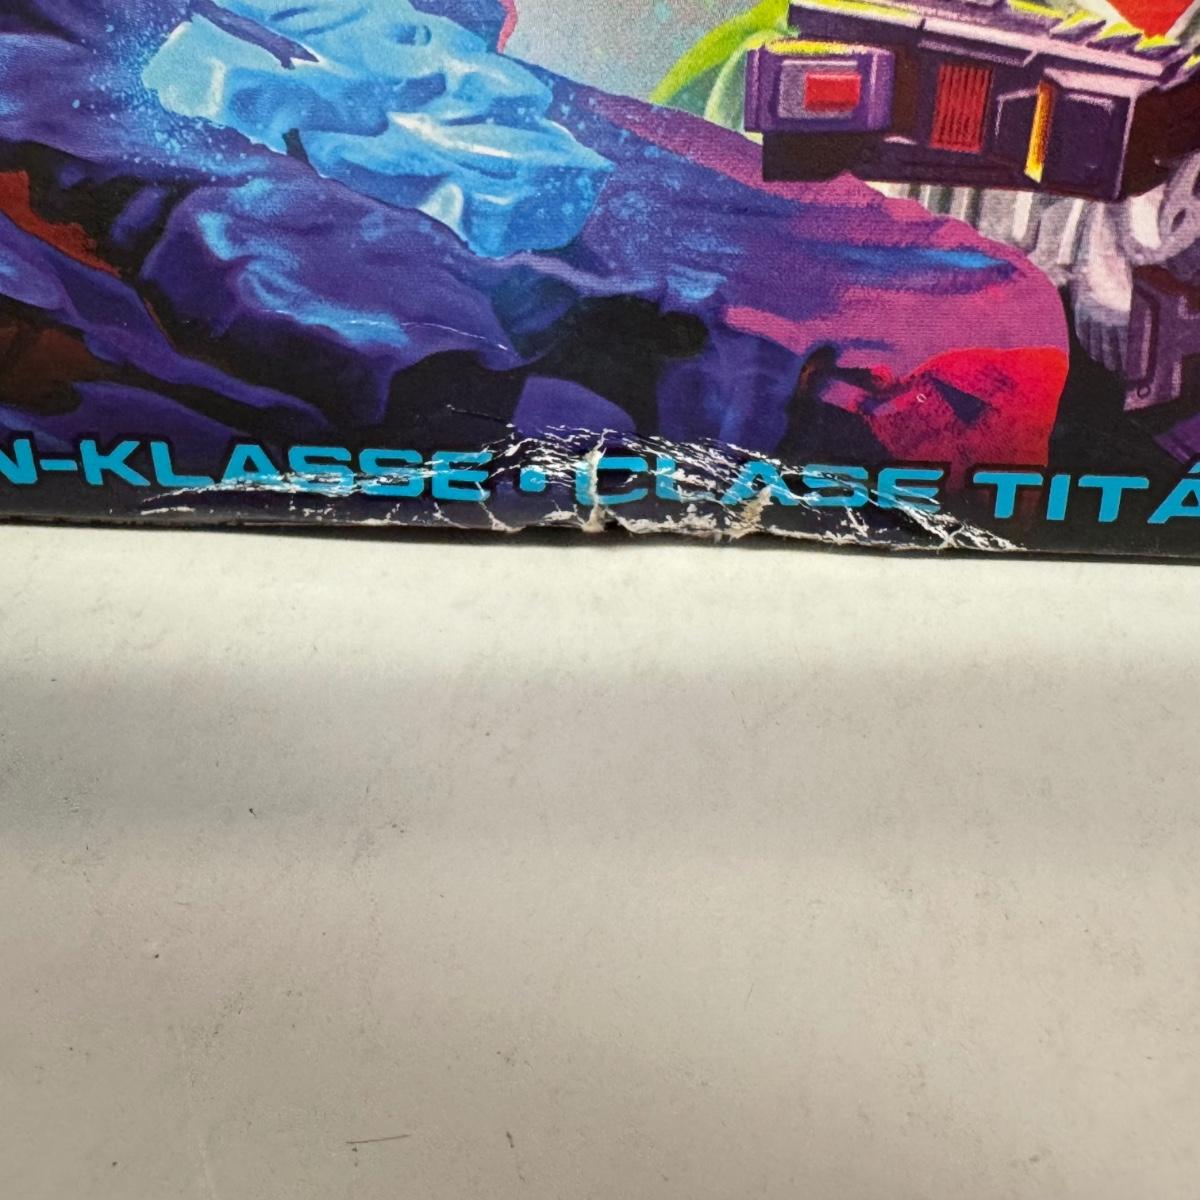 N-KLASSE • CLASE TITÁ